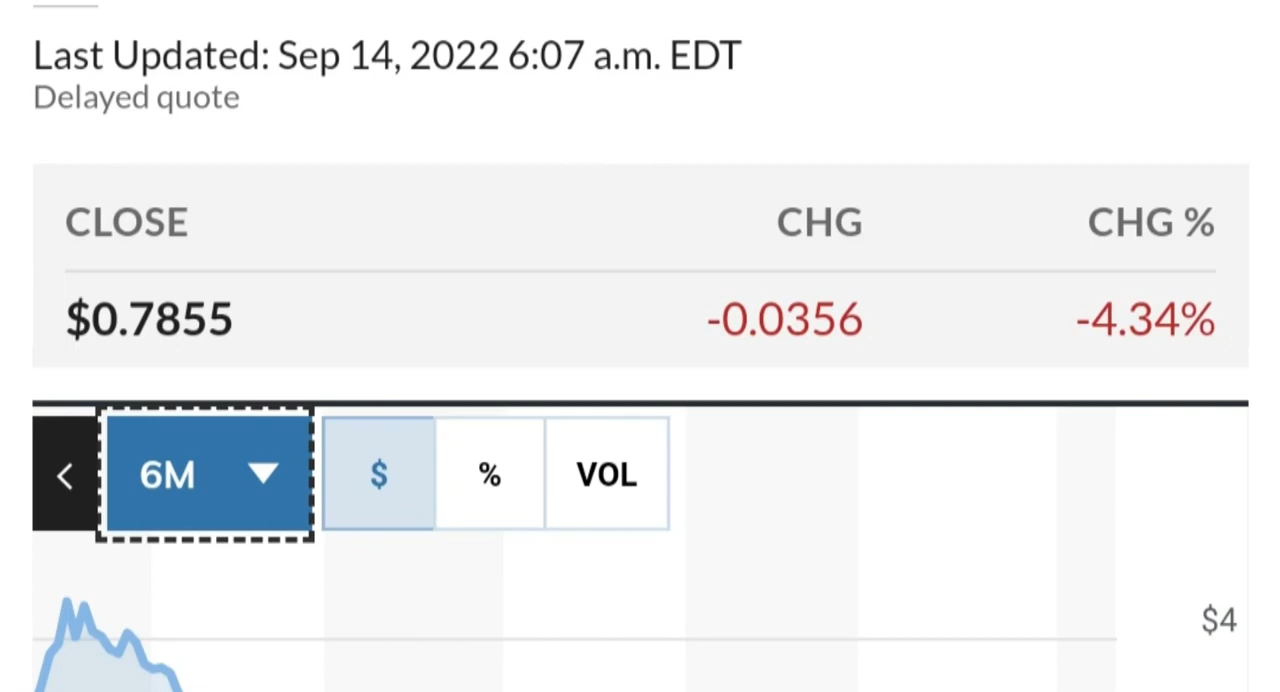 Last Updated: Sep 14, 2022 6:07 a.m. EDT
Delayed quote
CLOSE CHG CHG %
$0.7855 -0.0356 -4.34%
6M $ % VOL
$4